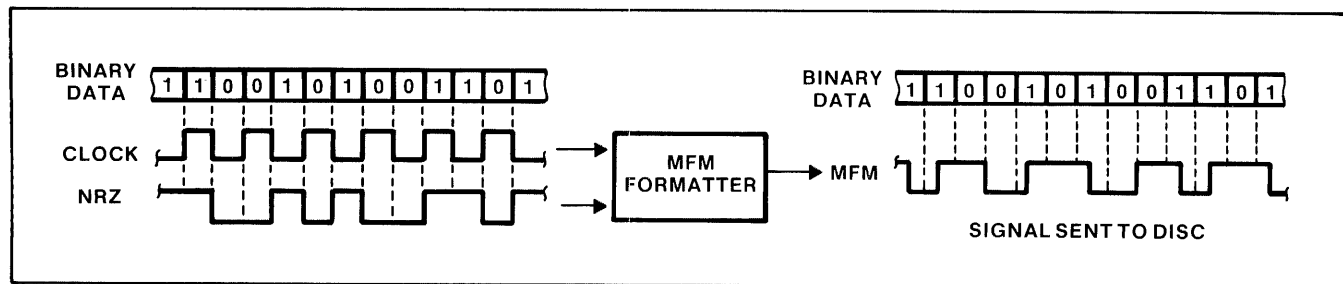 BINARY
DATA
1 1 0 0 1 0 1 0 0 1 1 0 1
CLOCK
NRZ
MFM
FORMATTER
BINARY
DATA
1 1 0 0 1 0 1 0 0 1 1 0 1
MFM
SIGNAL SENT TO DISC